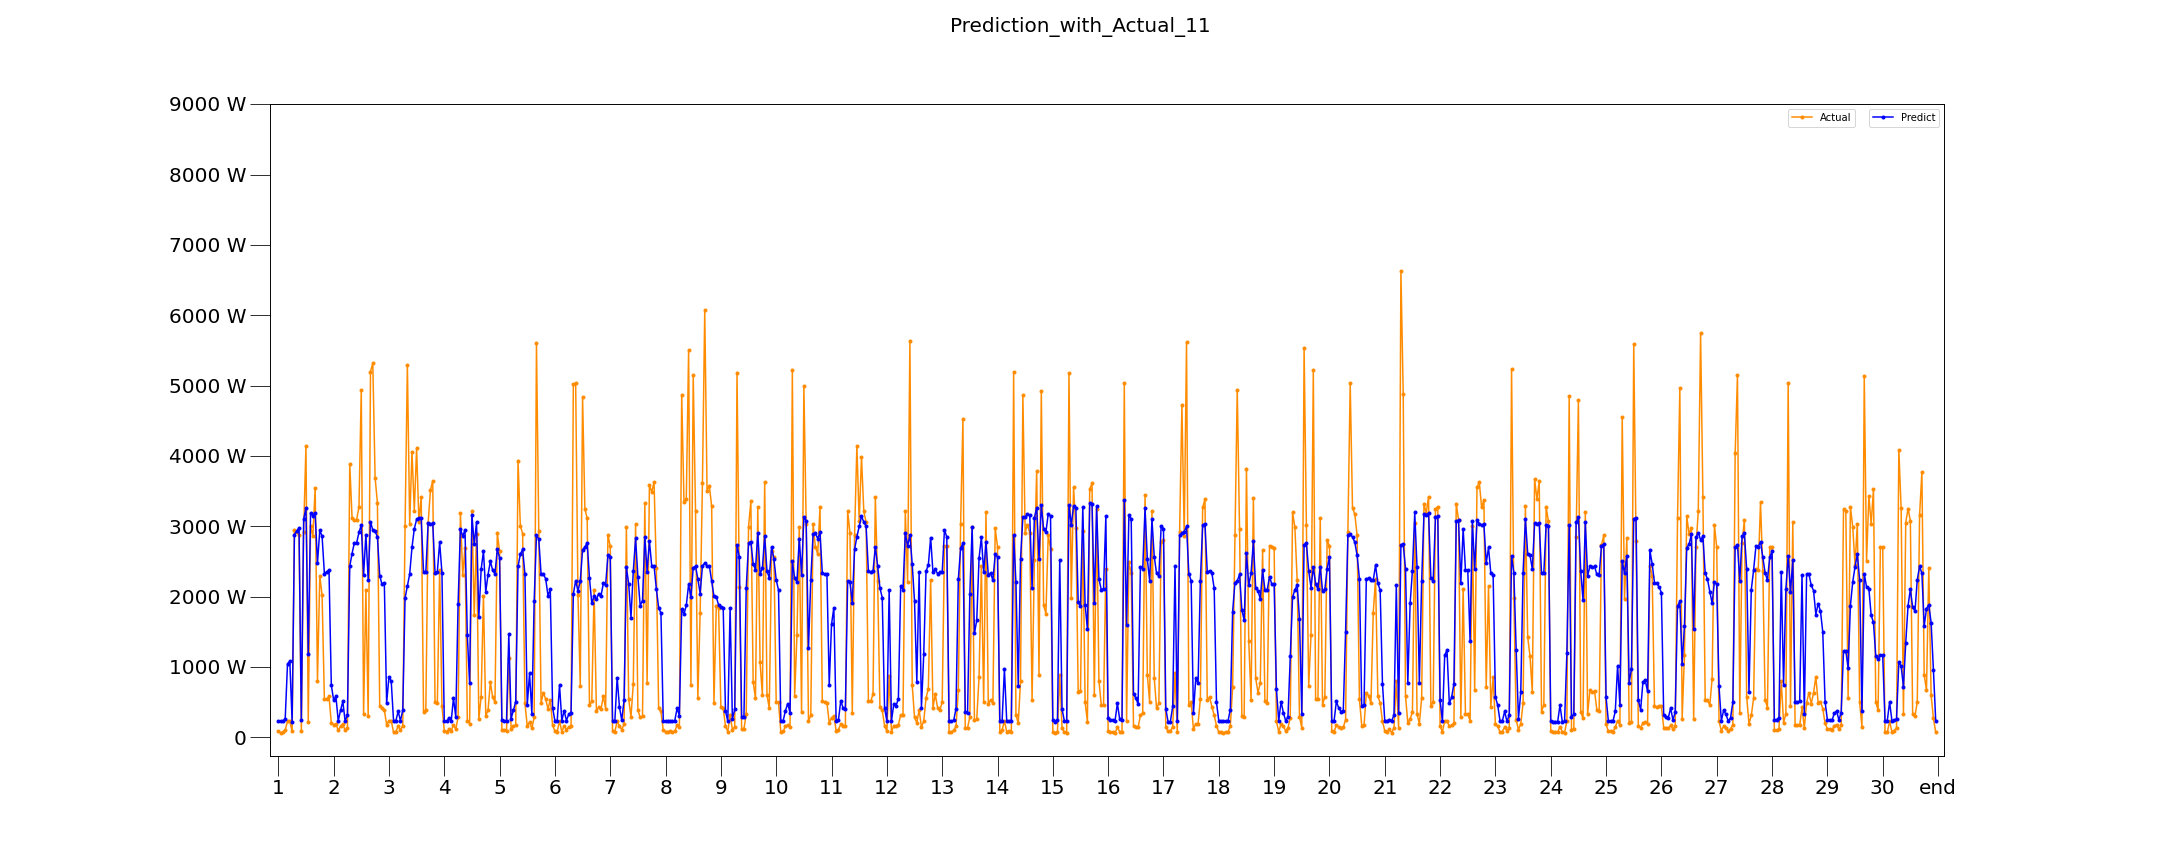 Prediction_with_Actual_11
Actual Predict
9000 W
8000 W
7000 W
6000 W
5000 W
4000 W
3000 W
2000 W
1000 W
0
1 2 3 4 5 6 7 8 9 10 11 12 13 14 15 16 17 18 19 20 21 22 23 24 25 26 27 28 29 30 end